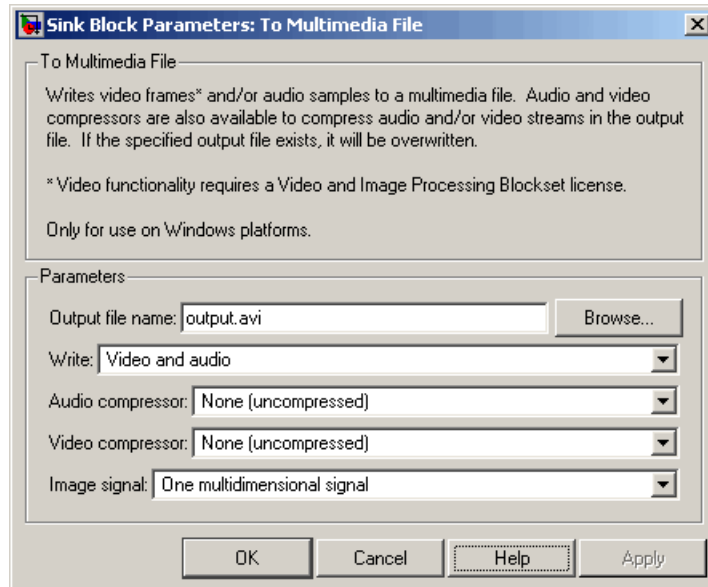 Sink Block Parameters: To Multimedia File
To Multimedia File
Writes video frames* and/or audio samples to a multimedia file.  Audio and video
compressors are also available to compress audio and/or video streams in the output
file.  If the specified output file exists, it will be overwritten.
* Video functionality requires a Video and Image Processing Blockset license.
Only for use on Windows platforms.
Parameters
Output file name: output.avi Browse...
Write: Video and audio
Audio compressor: None (uncompressed)
Video compressor: None (uncompressed)
Image signal: One multidimensional signal
OK Cancel Help Apply